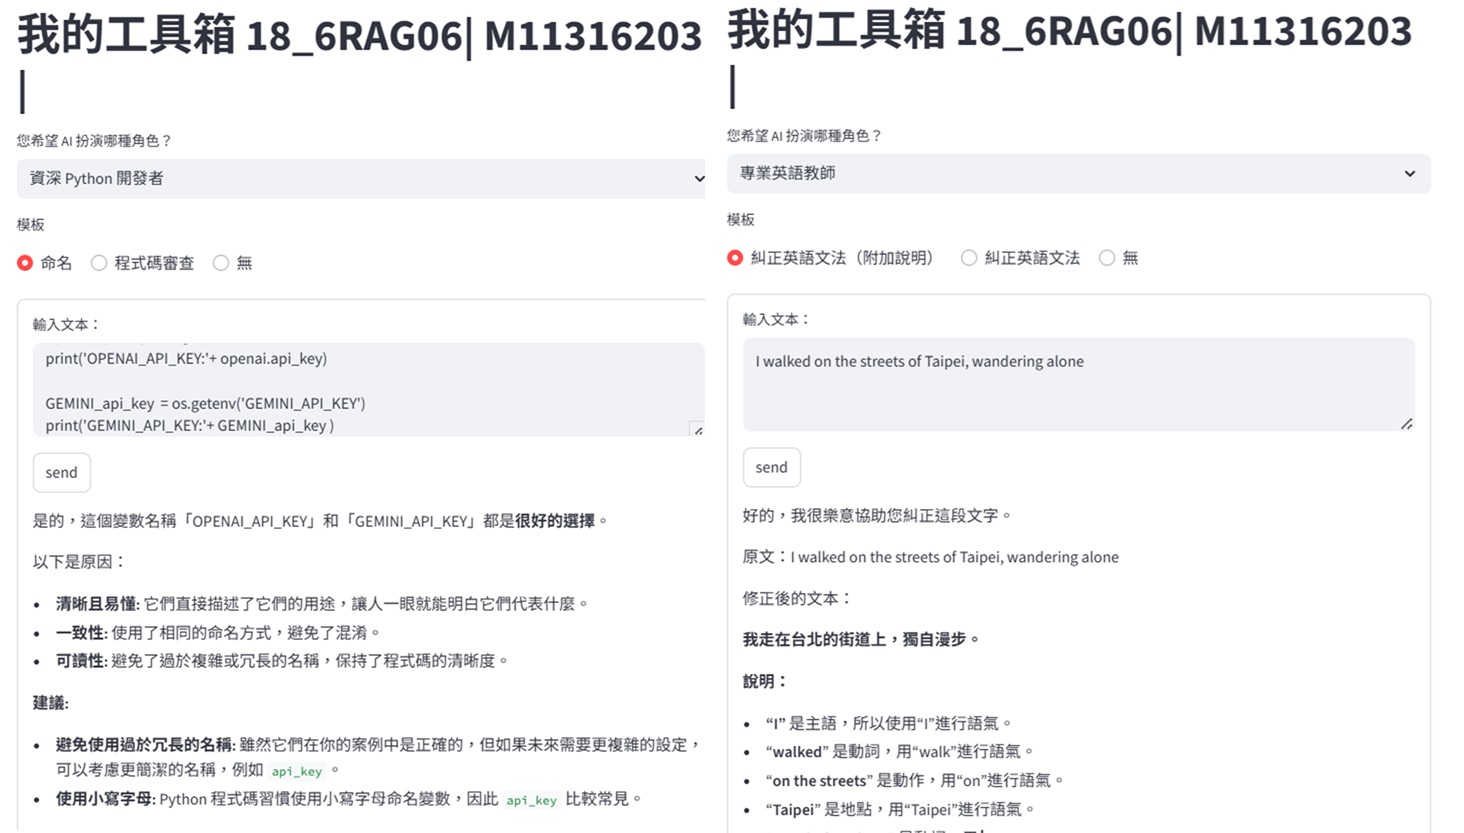 我的工具箱 18_6RAG06| M11316203
|
您希望 AI 扮演哪種角色？
資深 Python 開發者
模板
命名
程式碼審查
無
輸入文本：
print('OPENAI_API_KEY:'+ openai.api_key)
GEMINI_api_key = os.getenv('GEMINI_API_KEY')
print('GEMINI_API_KEY:'+ GEMINI_api_key )
send
是的，這個變數名稱「OPENAI_API_KEY」和「GEMINI_API_KEY」都是很好的選擇。
以下是原因：
清晰且易懂: 它們直接描述了它們的用途，讓人一眼就能明白它們代表什麼。
一致性: 使用了相同的命名方式，避免了混淆。
可讀性: 避免了過於複雜或冗長的名稱，保持了程式碼的清晰度。
建議:
避免使用過於冗長的名稱: 雖然它們在你的案例中是正確的，但如果未來需要更複雜的設定，
可以考慮更簡潔的名稱，例如 api_key 。
使用小寫字母: Python 程式碼習慣使用小寫字母命名變數，因此 api_key 比較常見。
我的工具箱 18_6RAG06| M11316203
|
您希望 AI 扮演哪種角色？
專業英語教師
模板
糾正英語文法（附加說明）
糾正英語文法
無
輸入文本：
I walked on the streets of Taipei, wandering alone
send
好的，我很樂意協助您糾正這段文字。
原文：I walked on the streets of Taipei, wandering alone
修正後的文本：
我走在台北的街道上，獨自漫步。
說明：
“I” 是主語，所以使用“I”進行語氣。
“walked” 是動詞，用“walk”進行語氣。
“on the streets” 是動作，用“on”進行語氣。
“Taipei” 是地點，用“Taipei”進行語氣。